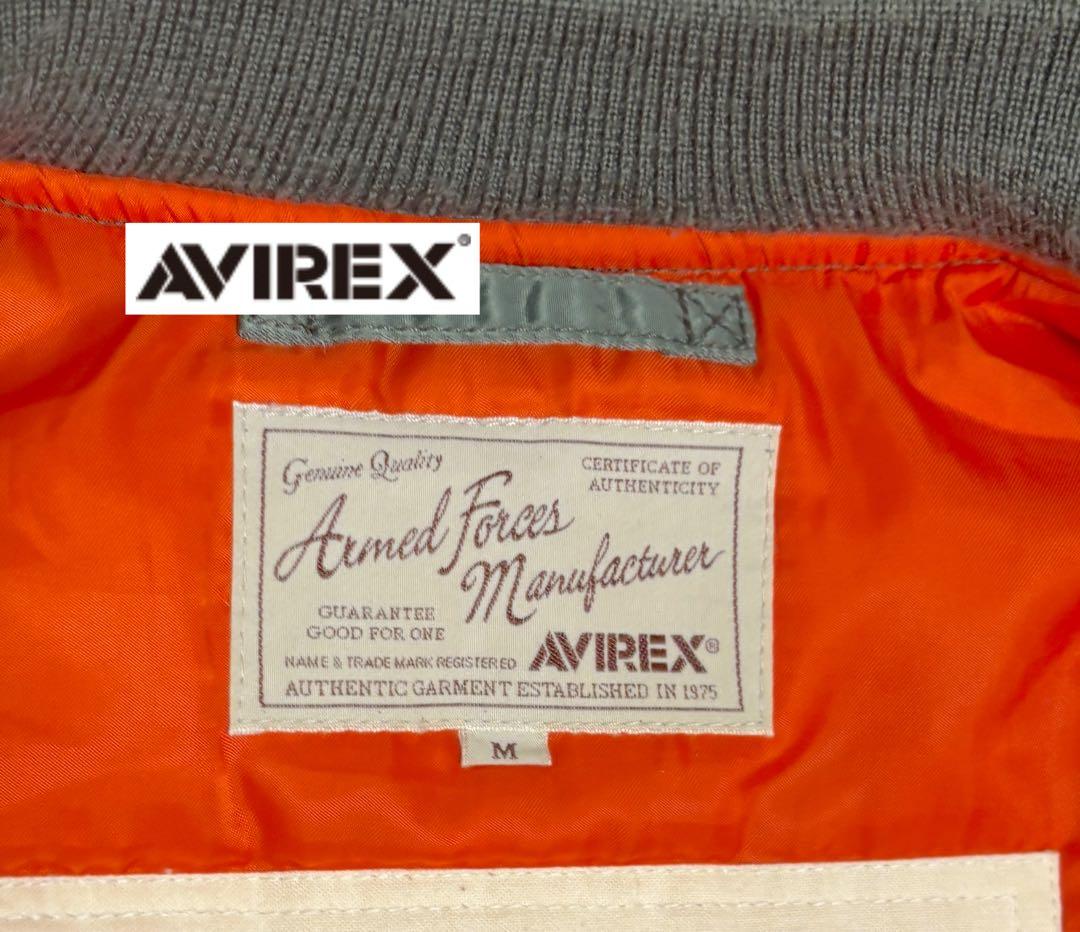 AVIREX®
Genuine Quality
CERTIFICATE OF
AUTHENTICITY
Armed Forces
Manufacturer
GUARANTEE
GOOD FOR ONE
NAME & TRADE MARK REGISTERED
AVIREX®
AUTHENTIC GARMENT ESTABLISHED IN 1975
M